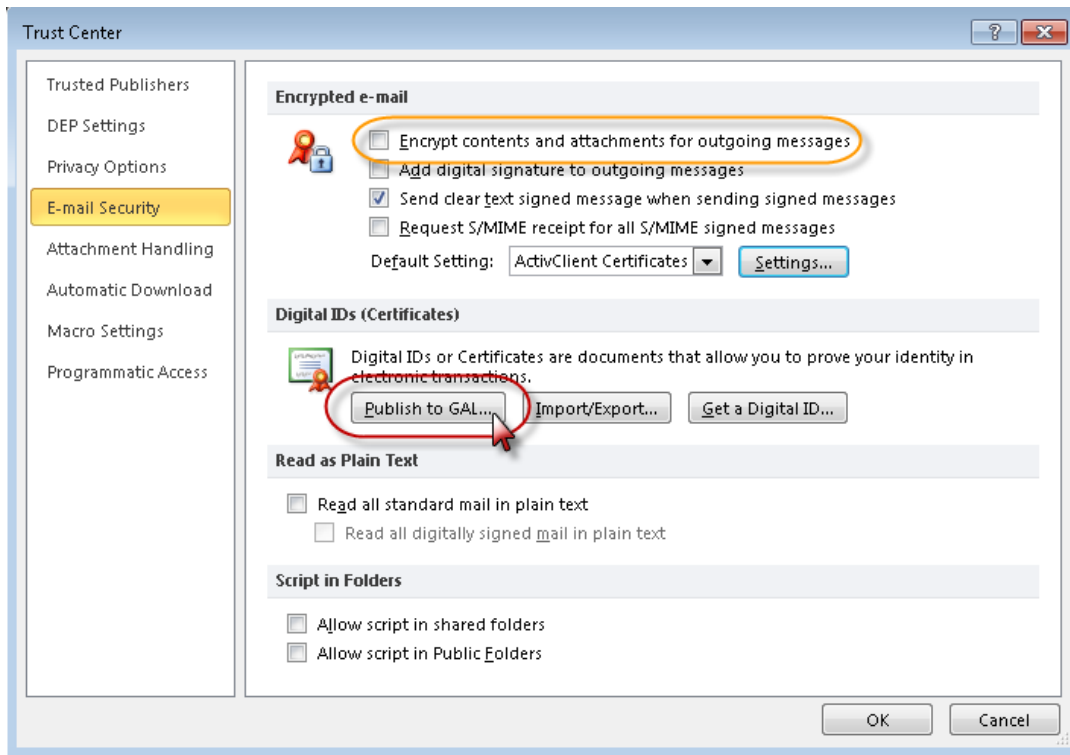 Trust Center
Trusted Publishers
DEP Settings
Privacy Options
E-mail Security
Attachment Handling
Automatic Download
Macro Settings
Programmatic Access
Encrypted e-mail
Encrypt contents and attachments for outgoing messages
Add digital signature to outgoing messages
Send clear text signed message when sending signed messages
Request S/MIME receipt for all S/MIME signed messages
Default Setting: ActivClient Certificates Settings...
Digital IDs (Certificates)
Digital IDs or Certificates are documents that allow you to prove your identity in
electronic transactions.
Publish to GAL... Import/Export... Get a Digital ID...
Read as Plain Text
Read all standard mail in plain text
Read all digitally signed mail in plain text
Script in Folders
Allow script in shared folders
Allow script in Public Folders
OK Cancel